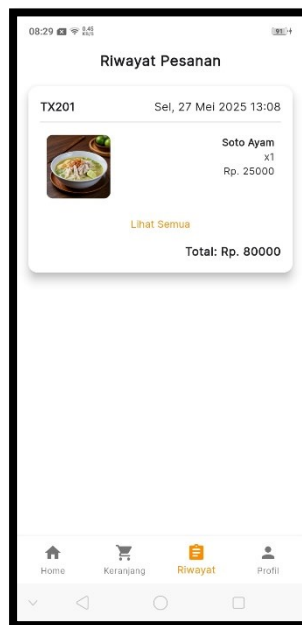 08:29
Riwayat Pesanan
TX201 Sel, 27 Mei 2025 13:08
Soto Ayam
x1
Rp. 25000
Lihat Semua
Total: Rp. 80000
Home Keranjang Riwayat Profil